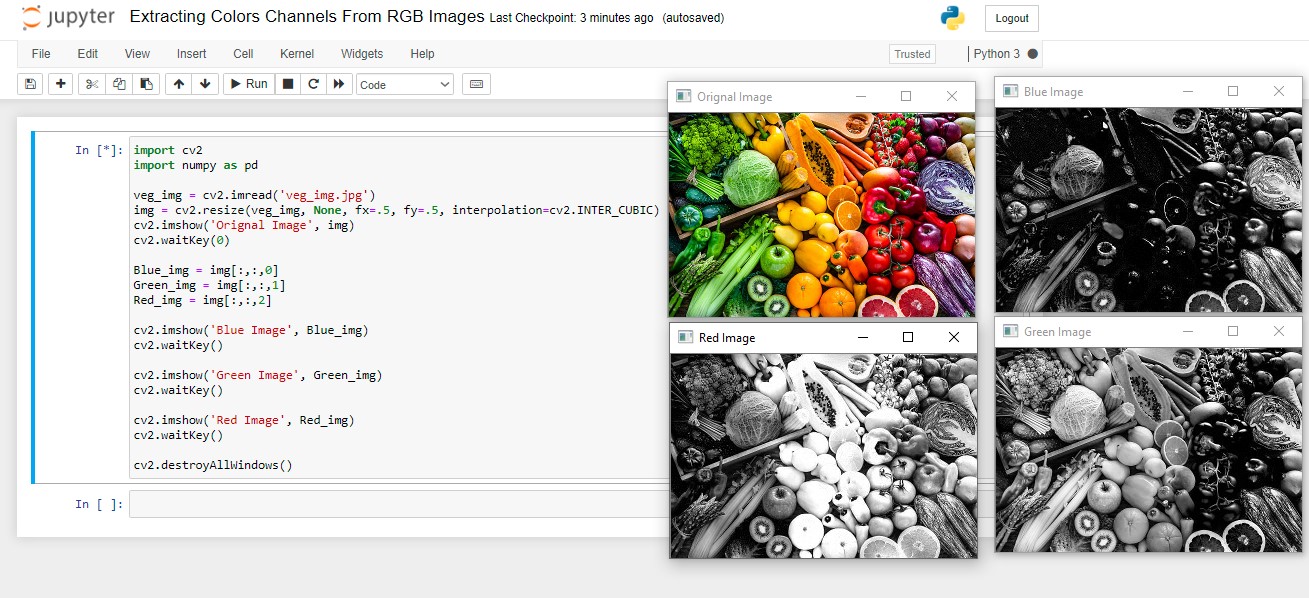 jupyter Extracting Colors Channels From RGB Images Last Checkpoint: 3 minutes ago (autosaved)
Logout
File Edit View Insert Cell Kernel Widgets Help
Trusted
Python 3
Run
Code
In [*]:
import cv2
import numpy as pd
veg_img = cv2.imread('veg_img.jpg')
img = cv2.resize(veg_img, None, fx=.5, fy=.5, interpolation=cv2.INTER_CUBIC)
cv2.imshow('Orignal Image', img)
cv2.waitKey(0)
Blue_img = img[:,:,0]
Green_img = img[:,:,1]
Red_img = img[:,:,2]
cv2.imshow('Blue Image', Blue_img)
cv2.waitKey()
cv2.imshow('Green Image', Green_img)
cv2.waitKey()
cv2.imshow('Red Image', Red_img)
cv2.waitKey()
cv2.destroyAllWindows()
In [ ]:
Orignal Image
Blue Image
Red Image
Green Image